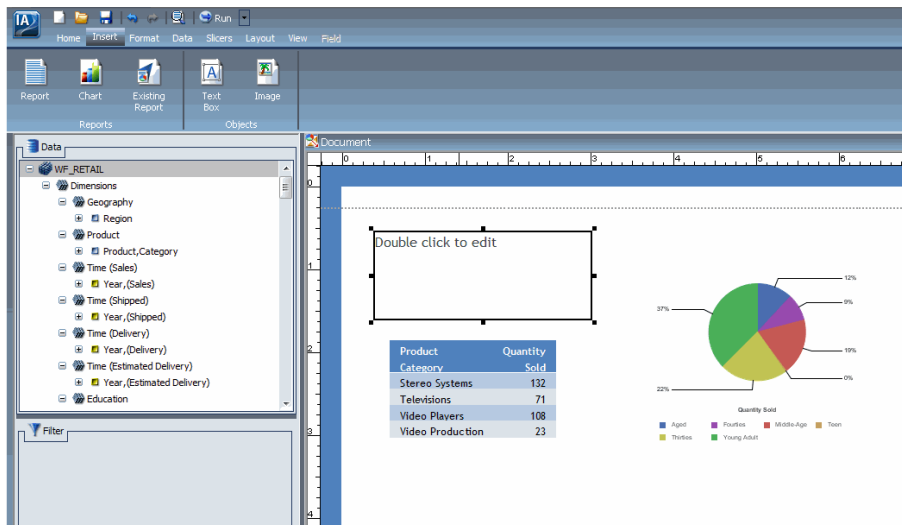 IA
Run
Home Insert Format Data Slicers Layout View Field
Report Chart Existing Report Text Box Image
Reports Objects
Data
WF_RETAIL
Dimensions
Geography
Region
Product
Product,Category
Time (Sales)
Year,(Sales)
Time (Shipped)
Year,(Shipped)
Time (Delivery)
Year,(Delivery)
Time (Estimated Delivery)
Year,(Estimated Delivery)
Education
Filter
Document
0 1 2 3 4 5 6
0
1
2
3
4
Double click to edit
Product Quantity
Category Sold
Stereo Systems 132
Televisions 71
Video Players 108
Video Production 23
12%
9%
37%
19%
0%
22%
Quantity Sold
Aged Fourties Middle-Age Teen
Thirties Young Adult